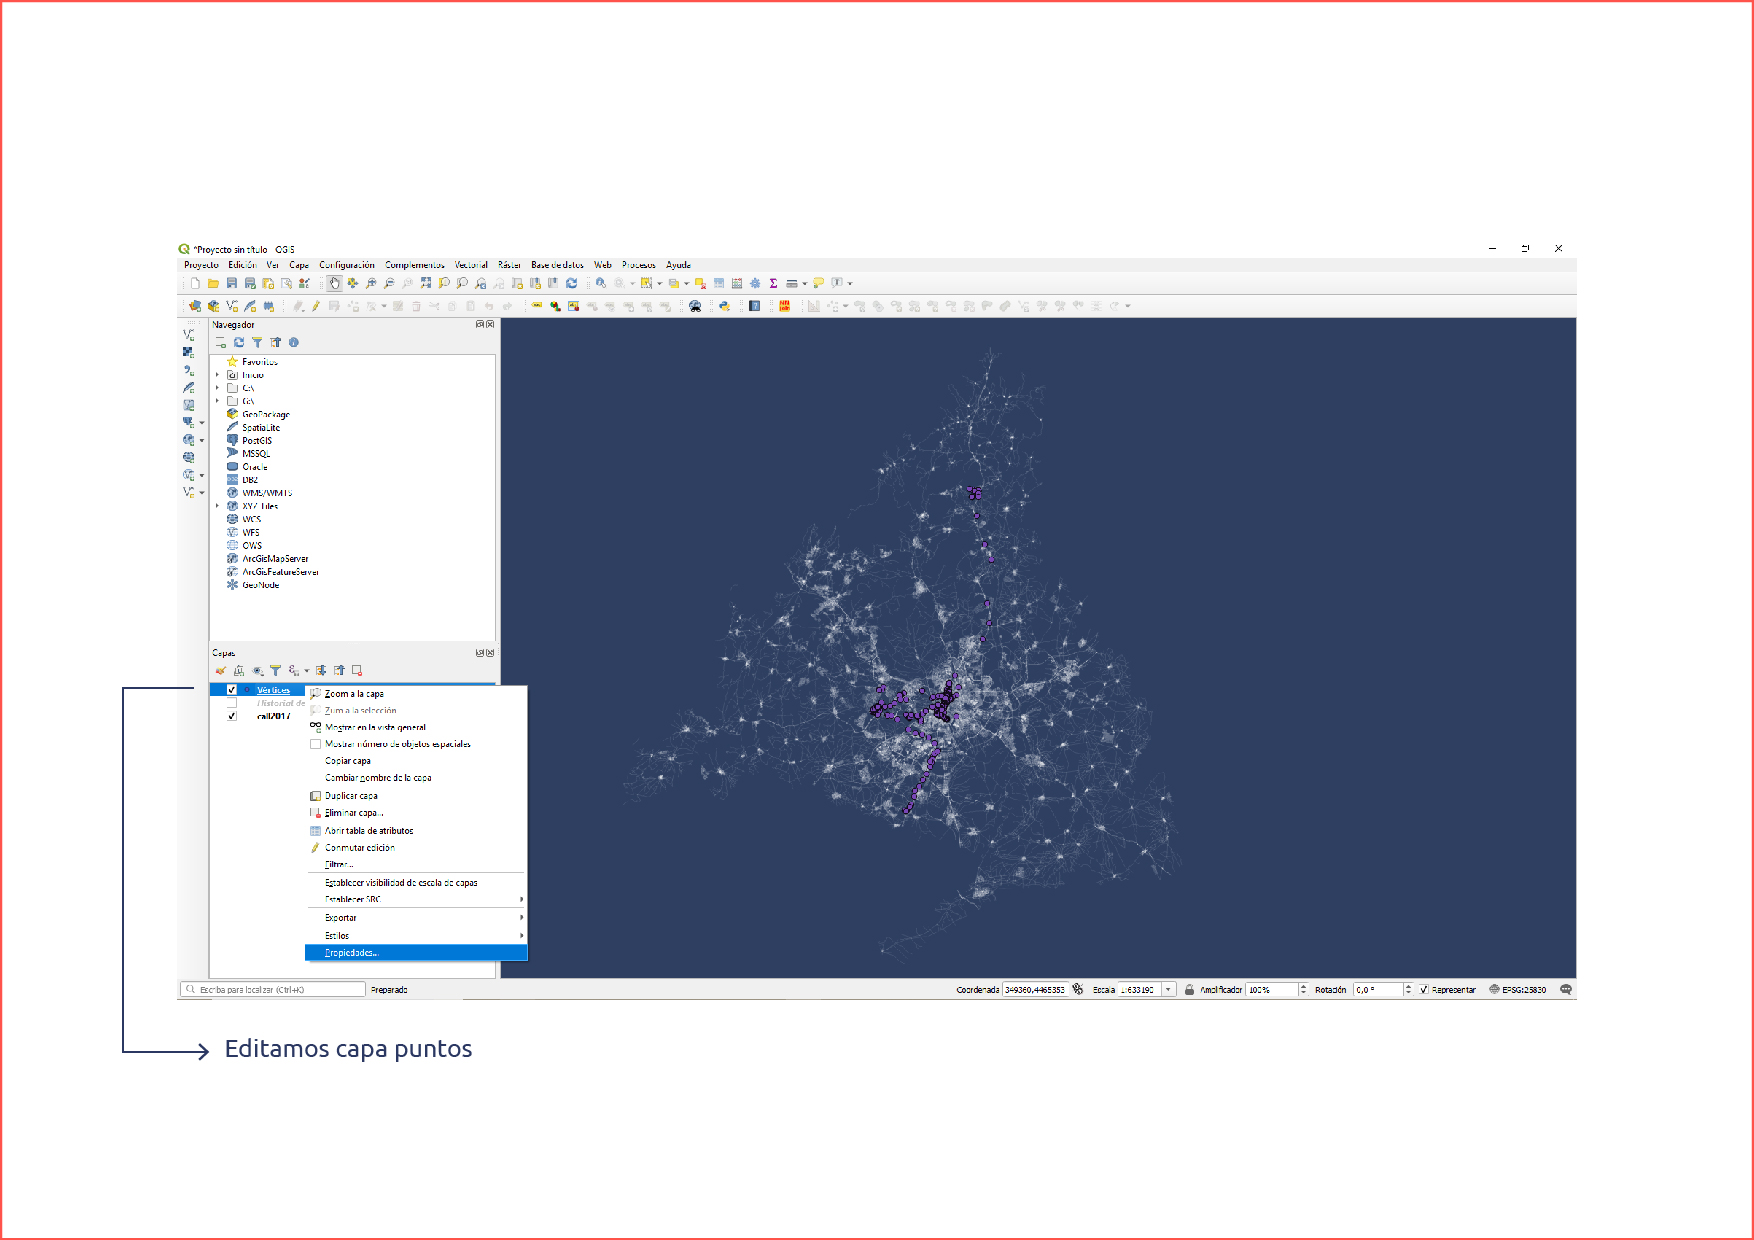 *Proyecto sin título - QGIS
Proyecto Edición Ver Capa Configuración Complementos Vectorial Ráster Base de datos Web Procesos Ayuda
Navegador
Favoritos
Inicio
C:\
G:\
GeoPackage
SpatiaLite
PostGIS
MSSQL
Oracle
DB2
WMS/WMTS
XYZ Tiles
WCS
WFS
OWS
ArcGisMapServer
ArcGisFeatureServer
GeoNode
Capas
Vértices
Historial de
call2017
Zoom a la capa
Zum a la selección
Mostrar en la vista general
Mostrar número de objetos espaciales
Copiar capa
Cambiar nombre de la capa
Duplicar capa
Eliminar capa...
Abrir tabla de atributos
Conmutar edición
Filtrar...
Establecer visibilidad de escala de capas
Establecer SRC
Exportar
Estilos
Propiedades...
Escriba para localizar (Ctrl+K) Preparado Coordenada 349360,4465353 Escala 1:633190 Amplificador 100% Rotación 0,0 ° Representar EPSG:25830
Editamos capa puntos